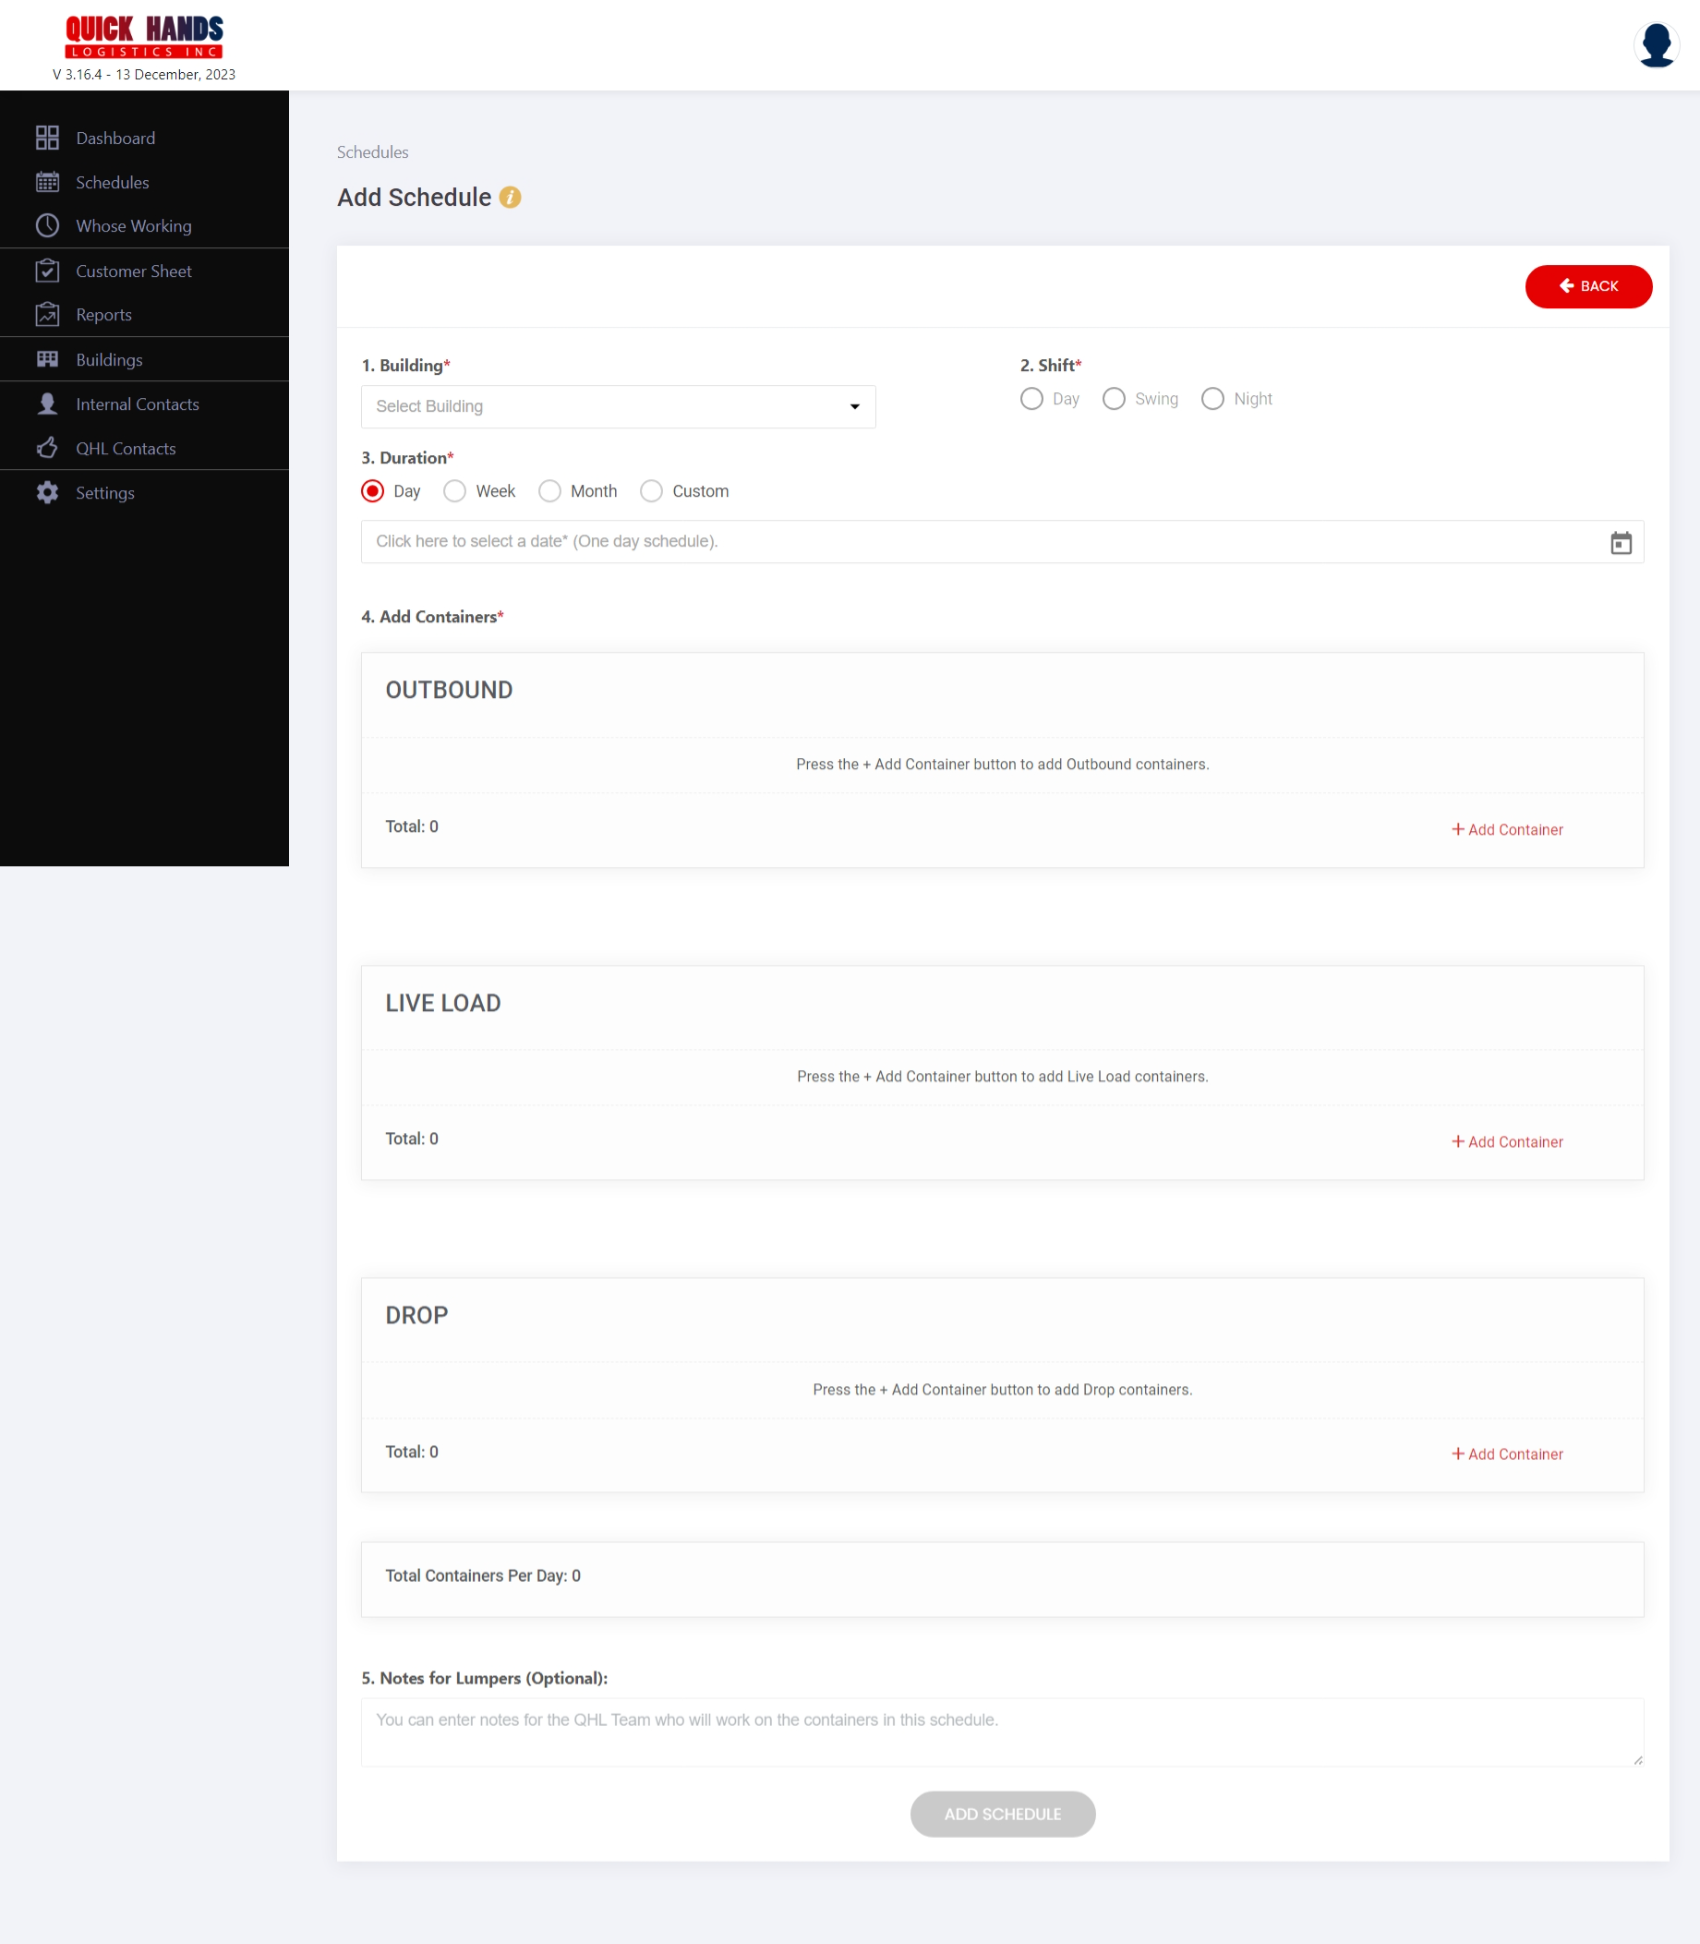 QUICK HANDS
LOGISTICS INC
V 3.16.4 - 13 December, 2023
Dashboard
Schedules
Whose Working
Customer Sheet
Reports
Buildings
Internal Contacts
QHL Contacts
Settings
Schedules
Add Schedule i
BACK
1. Building*
Select Building
2. Shift*
Day Swing Night
3. Duration*
Day Week Month Custom
Click here to select a date* (One day schedule).
4. Add Containers*
OUTBOUND
Press the + Add Container button to add Outbound containers.
Total: 0
+ Add Container
LIVE LOAD
Press the + Add Container button to add Live Load containers.
Total: 0
+ Add Container
DROP
Press the + Add Container button to add Drop containers.
Total: 0
+ Add Container
Total Containers Per Day: 0
5. Notes for Lumpers (Optional):
You can enter notes for the QHL Team who will work on the containers in this schedule.
ADD SCHEDULE